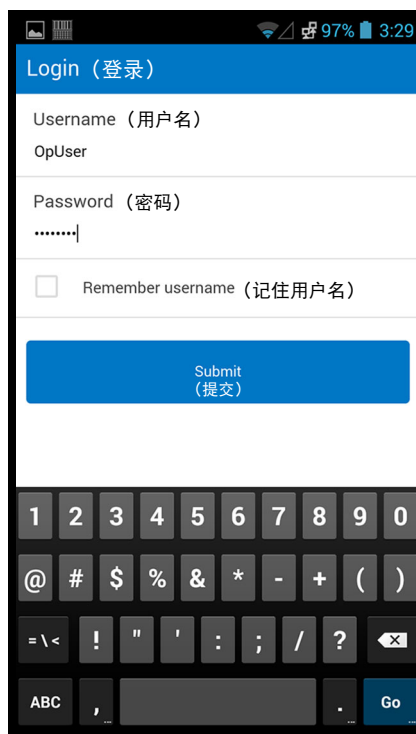 97% 3:29
Login（登录）
Username（用户名）
OpUser
Password（密码）
••••••••
Remember username（记住用户名）
Submit
（提交）
1 2 3 4 5 6 7 8 9 0
@ # $ % & * - + ( )
= \ < ! " ' : ; / ?
ABC , . Go